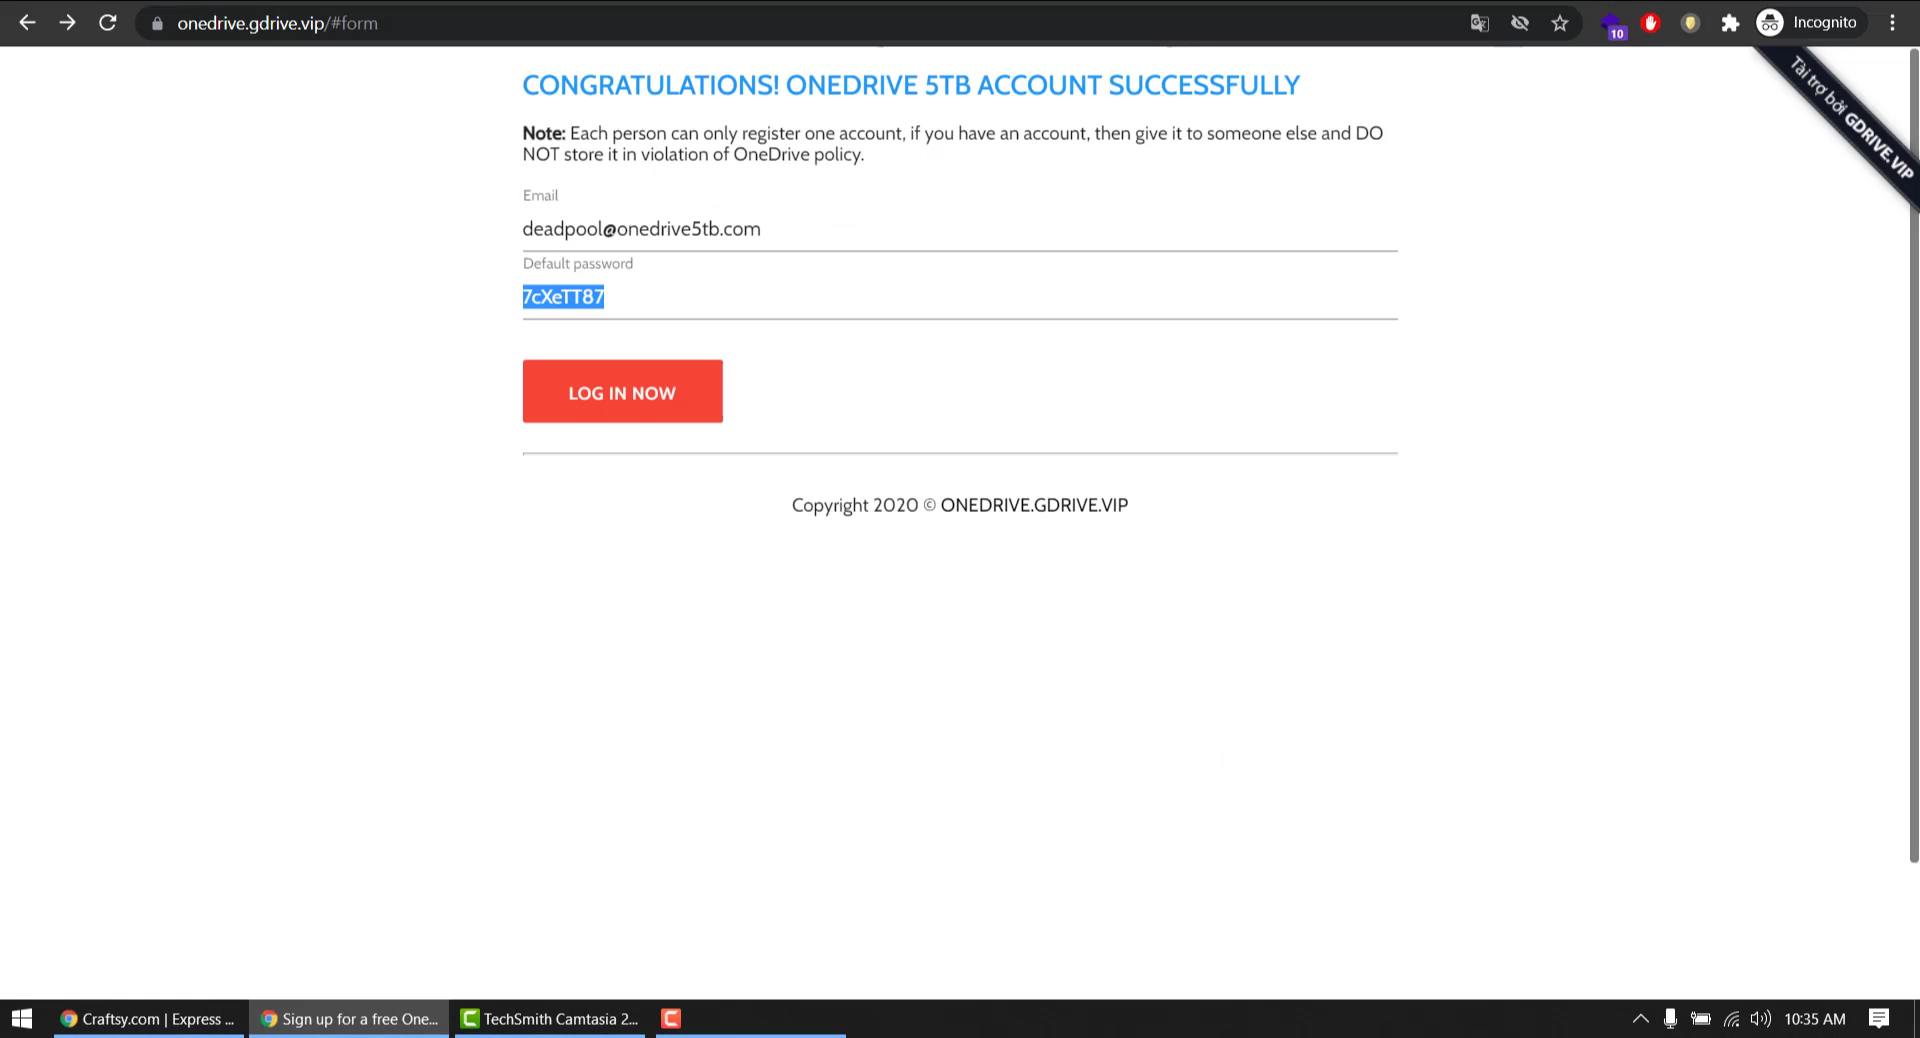 onedrive.gdrive.vip/#form
10
Incognito
Tài trợ bởi GDRIVE.VIP
CONGRATULATIONS! ONEDRIVE 5TB ACCOUNT SUCCESSFULLY
Note: Each person can only register one account, if you have an account, then give it to someone else and DO
NOT store it in violation of OneDrive policy.
Email
deadpool@onedrive5tb.com
Default password
7cXeTT87
LOG IN NOW
Copyright 2020 © ONEDRIVE.GDRIVE.VIP
Craftsy.com | Express ...
Sign up for a free One...
TechSmith Camtasia 2...
10:35 AM